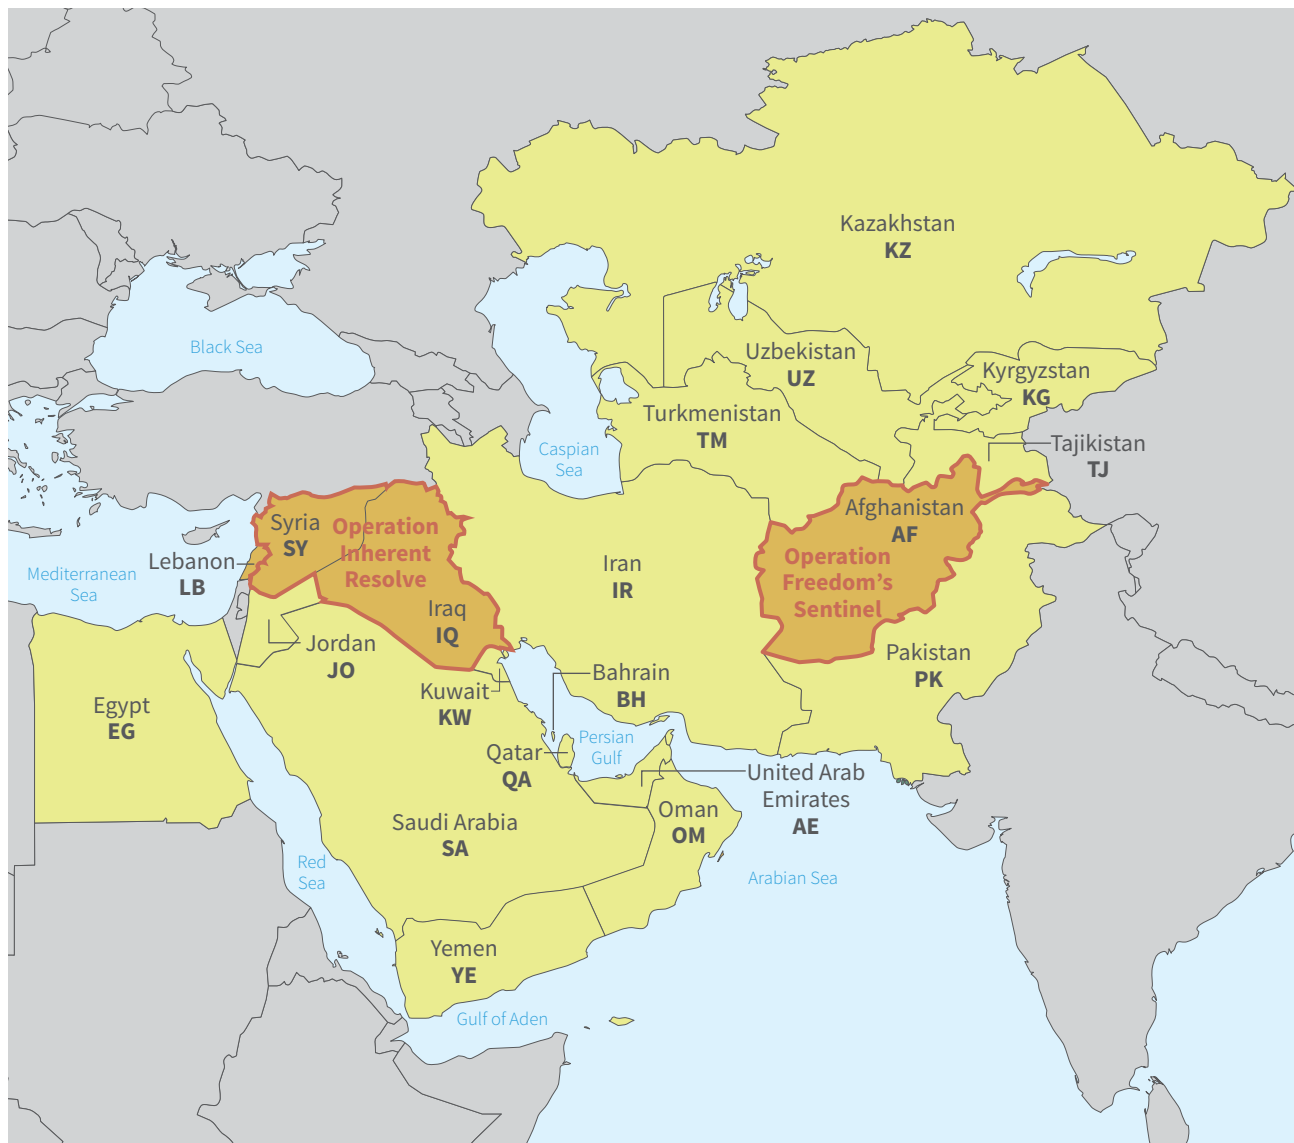 Kazakhstan
KZ
Black Sea
Uzbekistan
UZ
Kyrgyzstan
KG
Turkmenistan
TM
Caspian
Sea
Tajikistan
TJ
Syria
SY
Operation
Inherent
Resolve
Afghanistan
AF
Operation
Freedom's
Sentinel
Lebanon
LB
Mediterranean
Sea
Iran
IR
Iraq
IQ
Jordan
JO
Pakistan
PK
Kuwait
KW
Bahrain
BH
Egypt
EG
Persian
Gulf
Qatar
QA
United Arab
Emirates
AE
Saudi Arabia
SA
Oman
OM
Red
Sea
Arabian Sea
Yemen
YE
Gulf of Aden